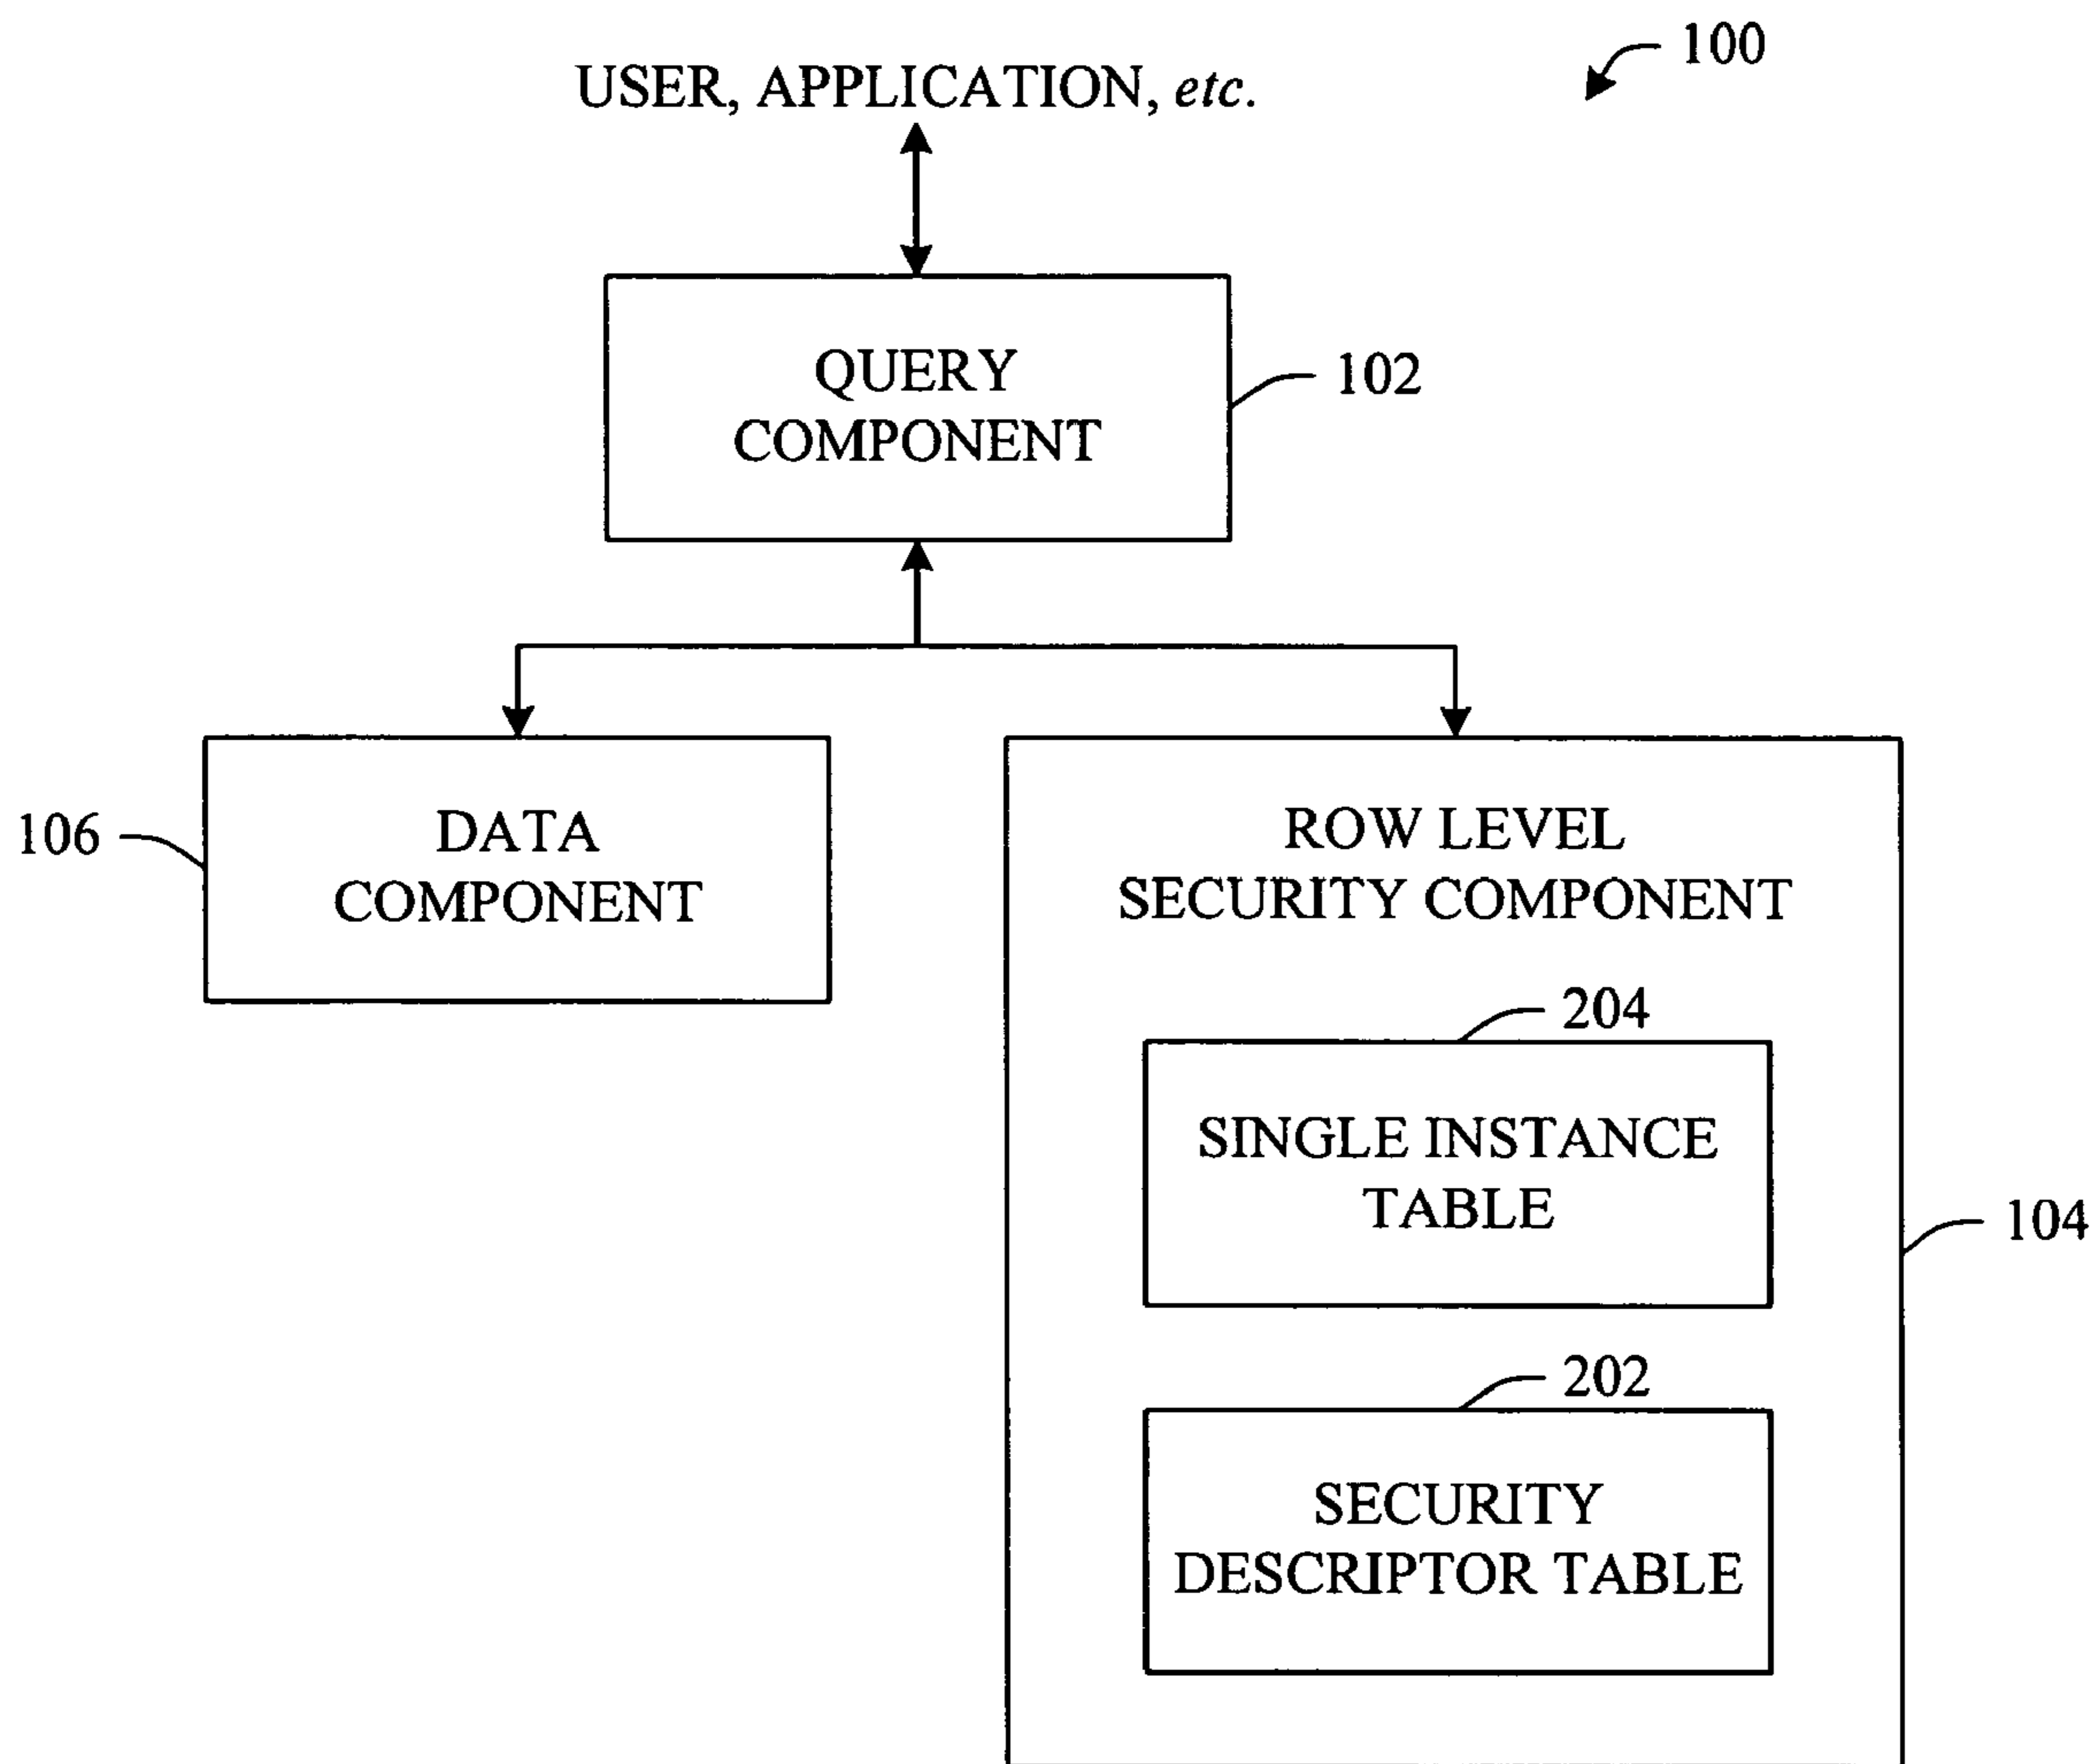 100
USER, APPLICATION, etc.
QUERY
COMPONENT
102
106
DATA
COMPONENT
ROW LEVEL
SECURITY COMPONENT
204
SINGLE INSTANCE
TABLE
104
202
SECURITY
DESCRIPTOR TABLE